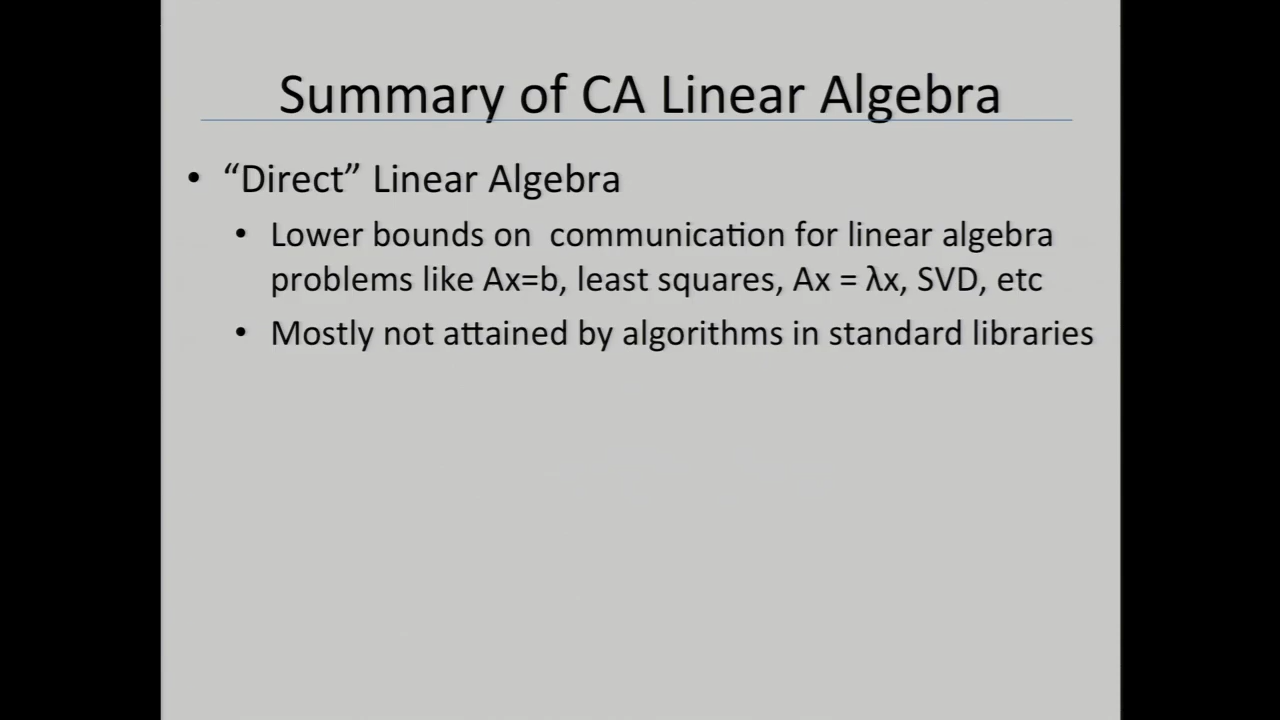 Summary of CA Linear Algebra
• “Direct” Linear Algebra
• Lower bounds on communication for linear algebra
problems like Ax=b, least squares, Ax = λx, SVD, etc
• Mostly not attained by algorithms in standard libraries